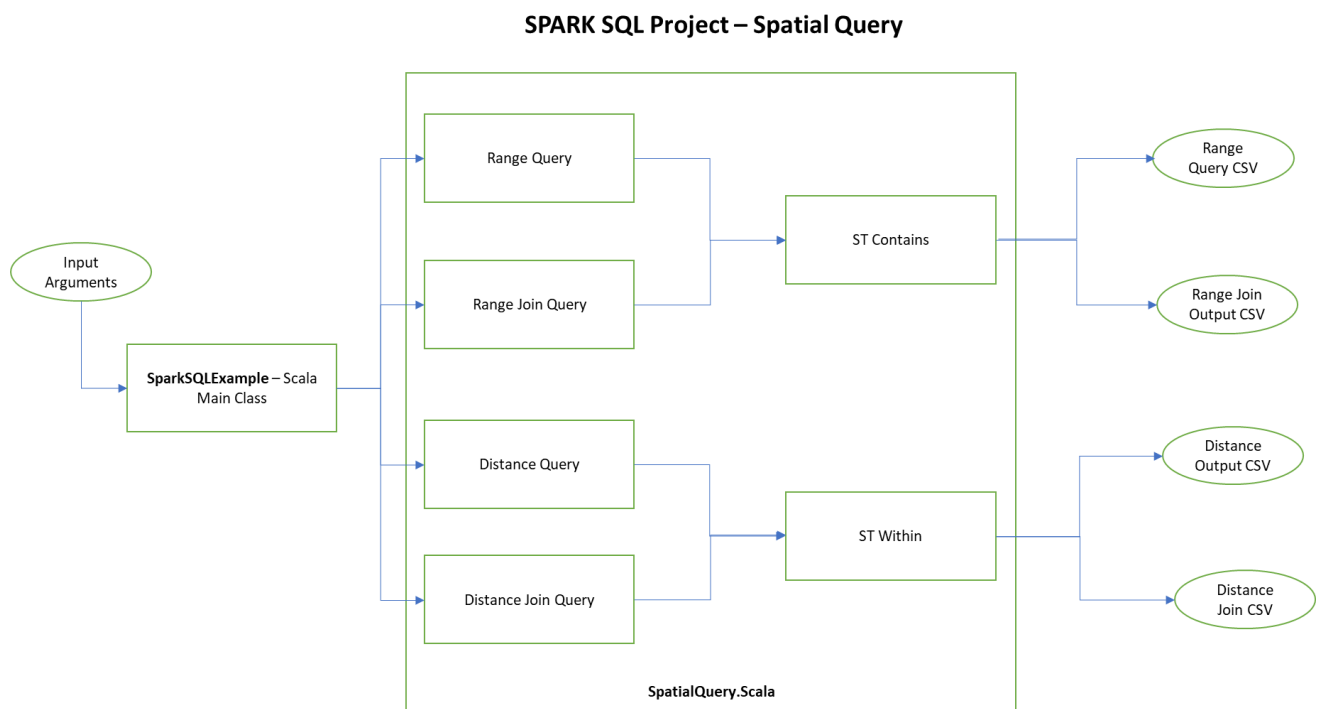 SPARK SQL Project – Spatial Query
Range Query
Range
Query CSV
ST Contains
Input
Arguments
Range Join Query
Range Join
Output CSV
SparkSQLExample – Scala
Main Class
Distance Query
Distance
Output CSV
ST Within
Distance Join Query
Distance
Join CSV
SpatialQuery.Scala